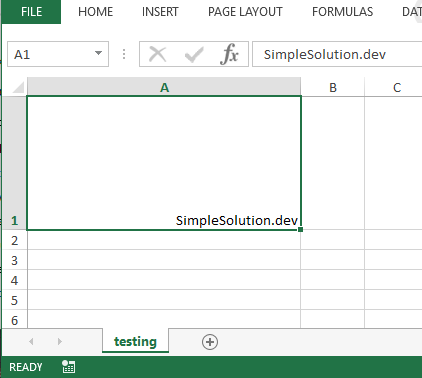 FILE HOME INSERT PAGE LAYOUT FORMULAS DAT
A1 fx SimpleSolution.dev
A B C
1 SimpleSolution.dev
2
3
4
5
6
testing
READY